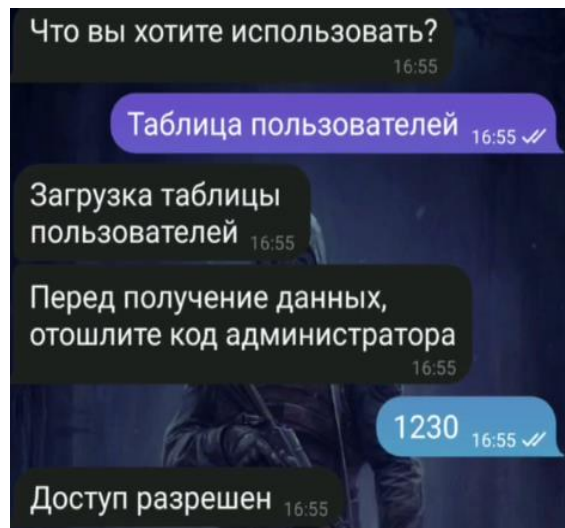 Что вы хотите использовать?
16:55
Таблица пользователей 16:55
Загрузка таблицы
пользователей 16:55
Перед получение данных,
отошлите код администратора
16:55
1230 16:55
Доступ разрешен 16:55